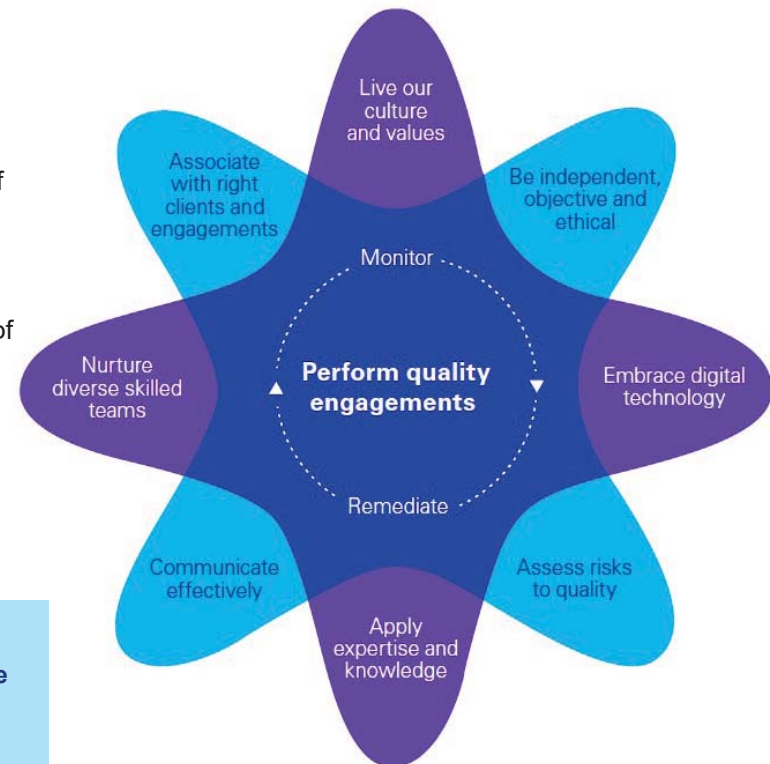 f
of
e
Live our
culture
and values
Associate
with right
clients and
engagements
Be independent,
objective and
ethical
Monitor
Nurture
diverse skilled
teams
Perform quality
engagements
Embrace digital
technology
Remediate
Communicate
effectively
Assess risks
to quality
Apply
expertise and
knowledge